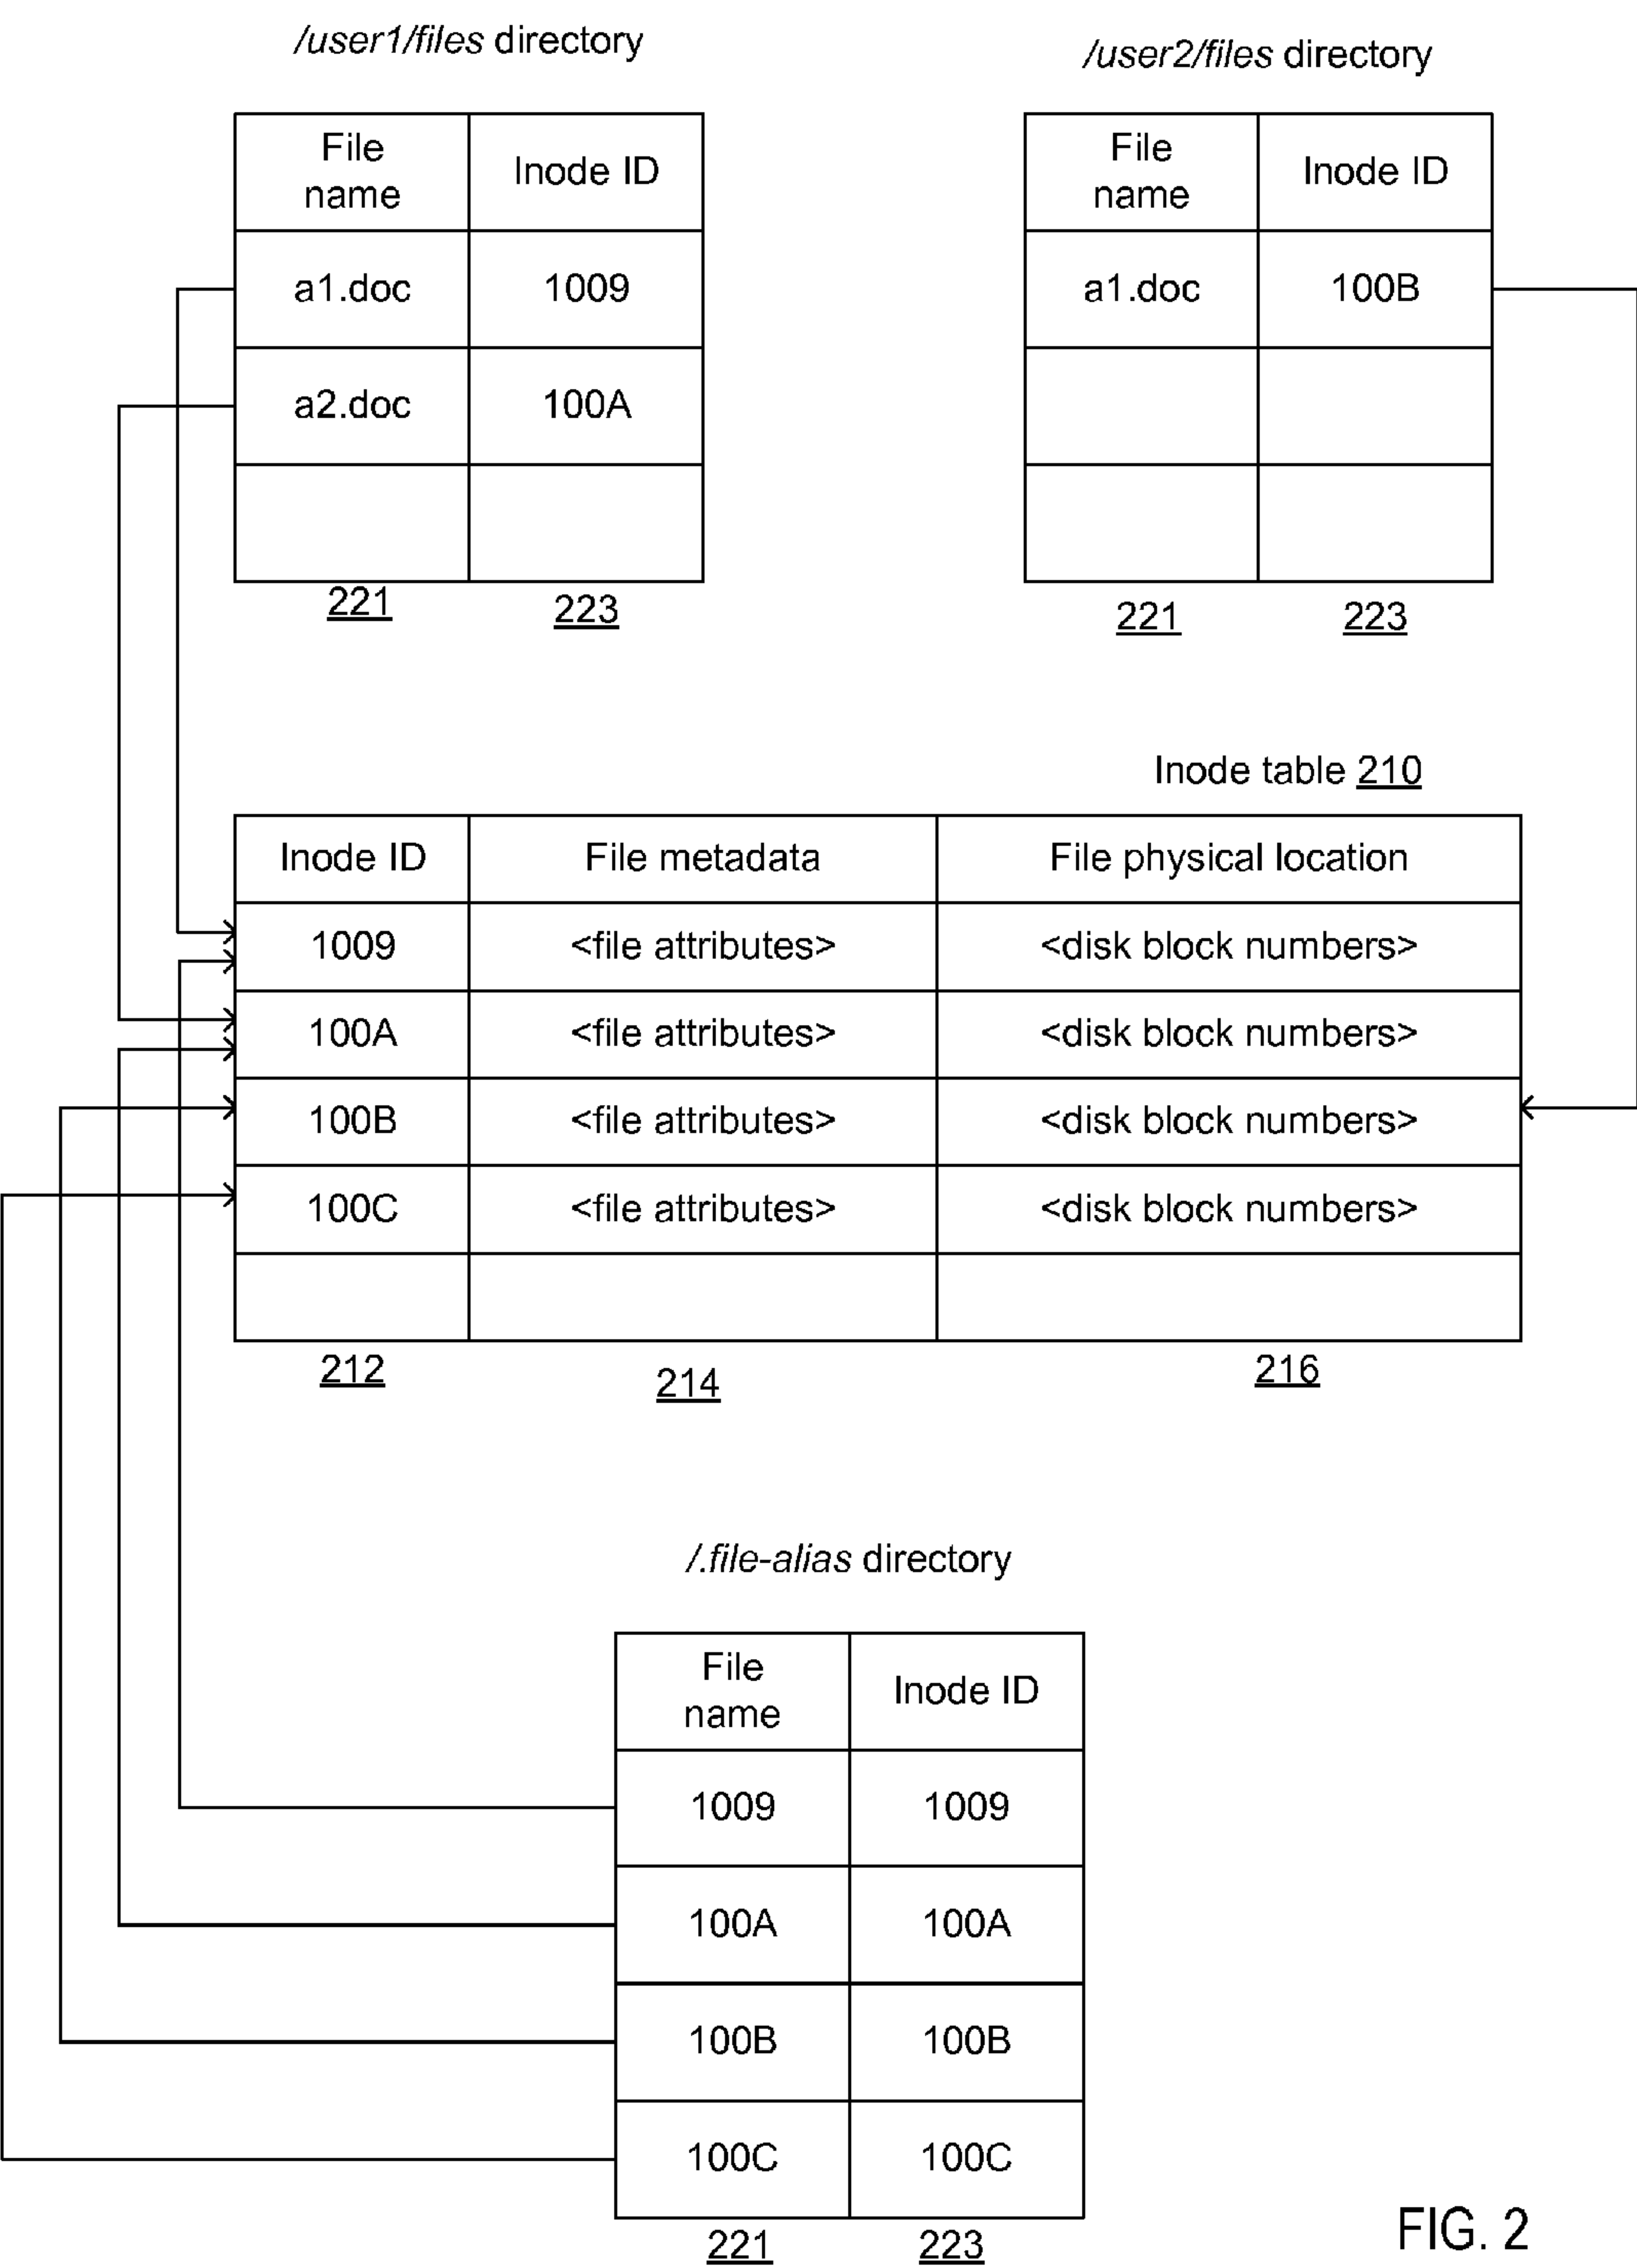 /user1/files directory
/user2/files directory
File name Inode ID
a1.doc 1009
a2.doc 100A
221 223
File name Inode ID
a1.doc 100B
221 223
Inode table 210
Inode ID File metadata File physical location
1009 <file attributes> <disk block numbers>
100A <file attributes> <disk block numbers>
100B <file attributes> <disk block numbers>
100C <file attributes> <disk block numbers>
212 214 216
/.file-alias directory
File name Inode ID
1009 1009
100A 100A
100B 100B
100C 100C
221 223
FIG. 2